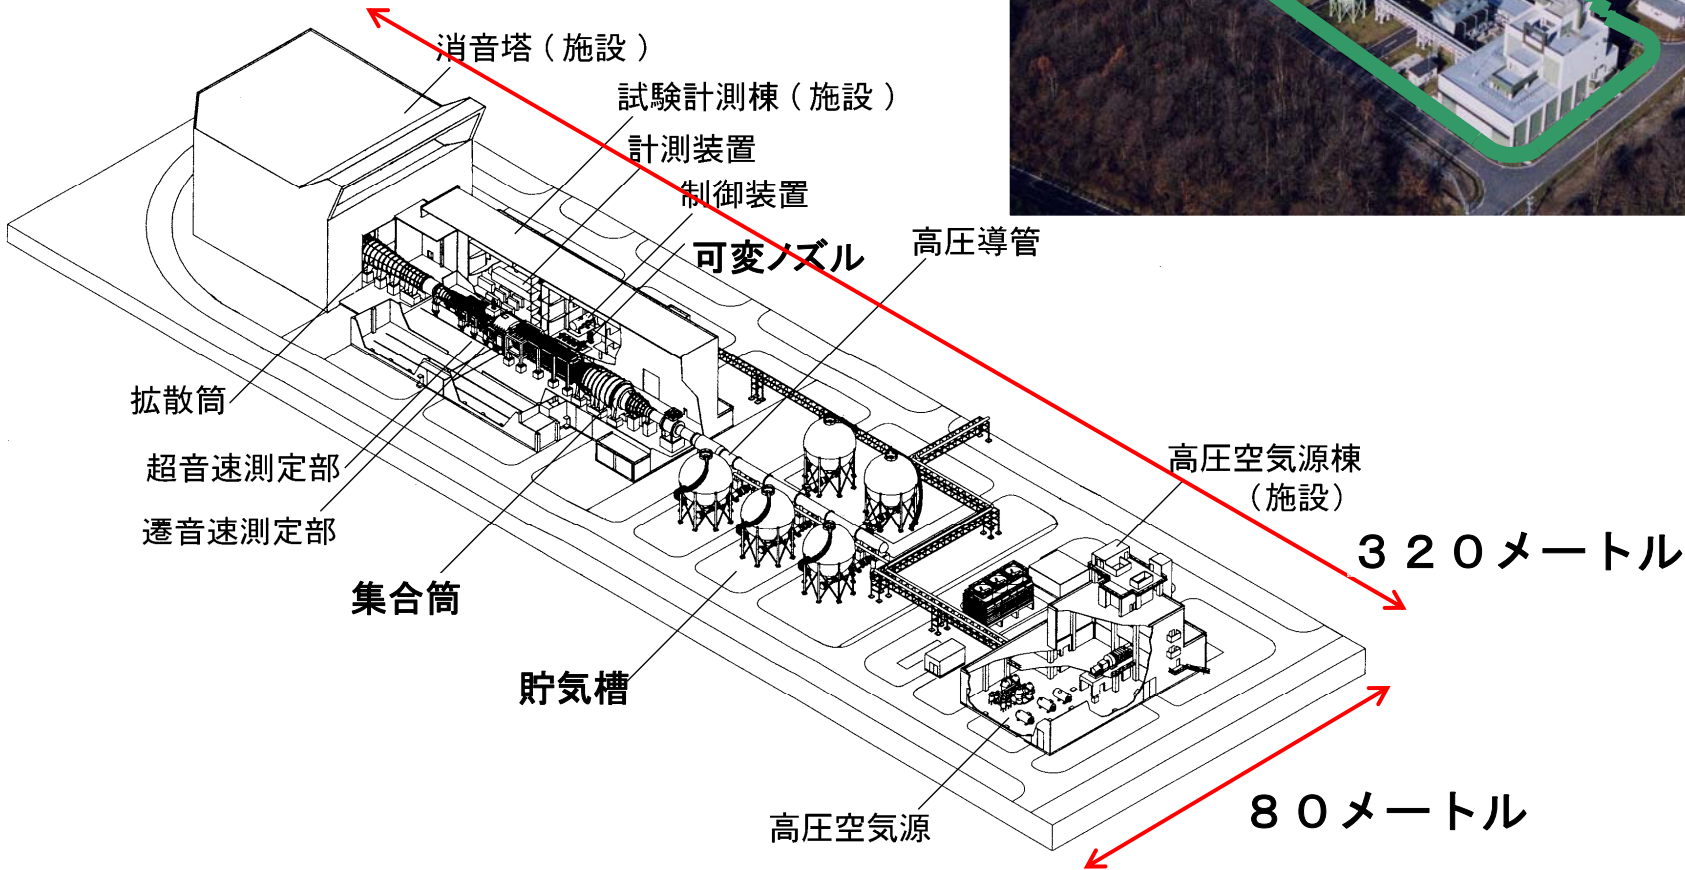 消音塔（施設）
試験計測棟（施設）
計測装置
制御装置
可変ノズル
高圧導管
拡散筒
超音速測定部
遷音速測定部
集合筒
貯気槽
高圧空気源棟
（施設）
３２０メートル
８０メートル
高圧空気源